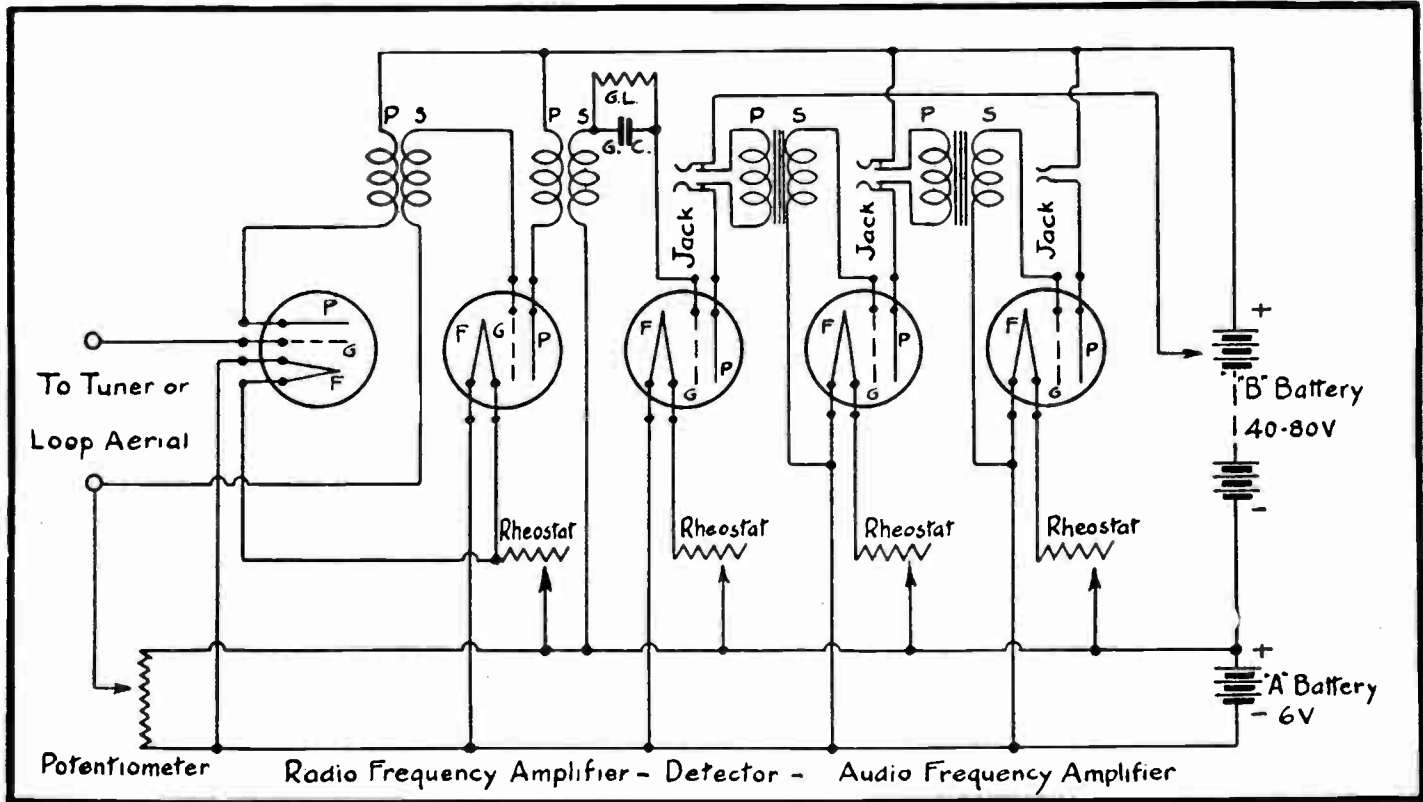 G.L.
P S
P S
G. C.
P S
P S
Jack
Jack
Jack
P
G
F
F G P
F G P
F G P
F G P
To Tuner or
Loop Aerial
+
"B" Battery
40-80V
-
Rheostat
Rheostat
Rheostat
Rheostat
+
"A" Battery
- 6V
Potentiometer
Radio Frequency Amplifier - Detector - Audio Frequency Amplifier